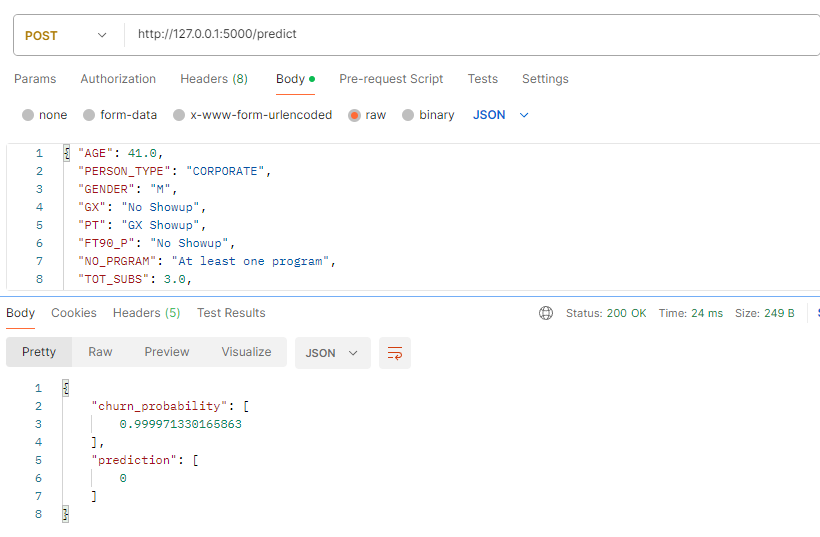 POST http://127.0.0.1:5000/predict
Params Authorization Headers (8) Body Pre-request Script Tests Settings
none form-data x-www-form-urlencoded raw binary JSON
1 { "AGE": 41.0,
2 "PERSON_TYPE": "CORPORATE",
3 "GENDER": "M",
4 "GX": "No Showup",
5 "PT": "GX Showup",
6 "FT90_P": "No Showup",
7 "NO_PRGRAM": "At least one program",
8 "TOT_SUBS": 3.0,
Body Cookies Headers (5) Test Results Status: 200 OK Time: 24 ms Size: 249 B
Pretty Raw Preview Visualize JSON
1 {
2 "churn_probability": [
3 0.999971330165863
4 ],
5 "prediction": [
6 0
7 ]
8 }